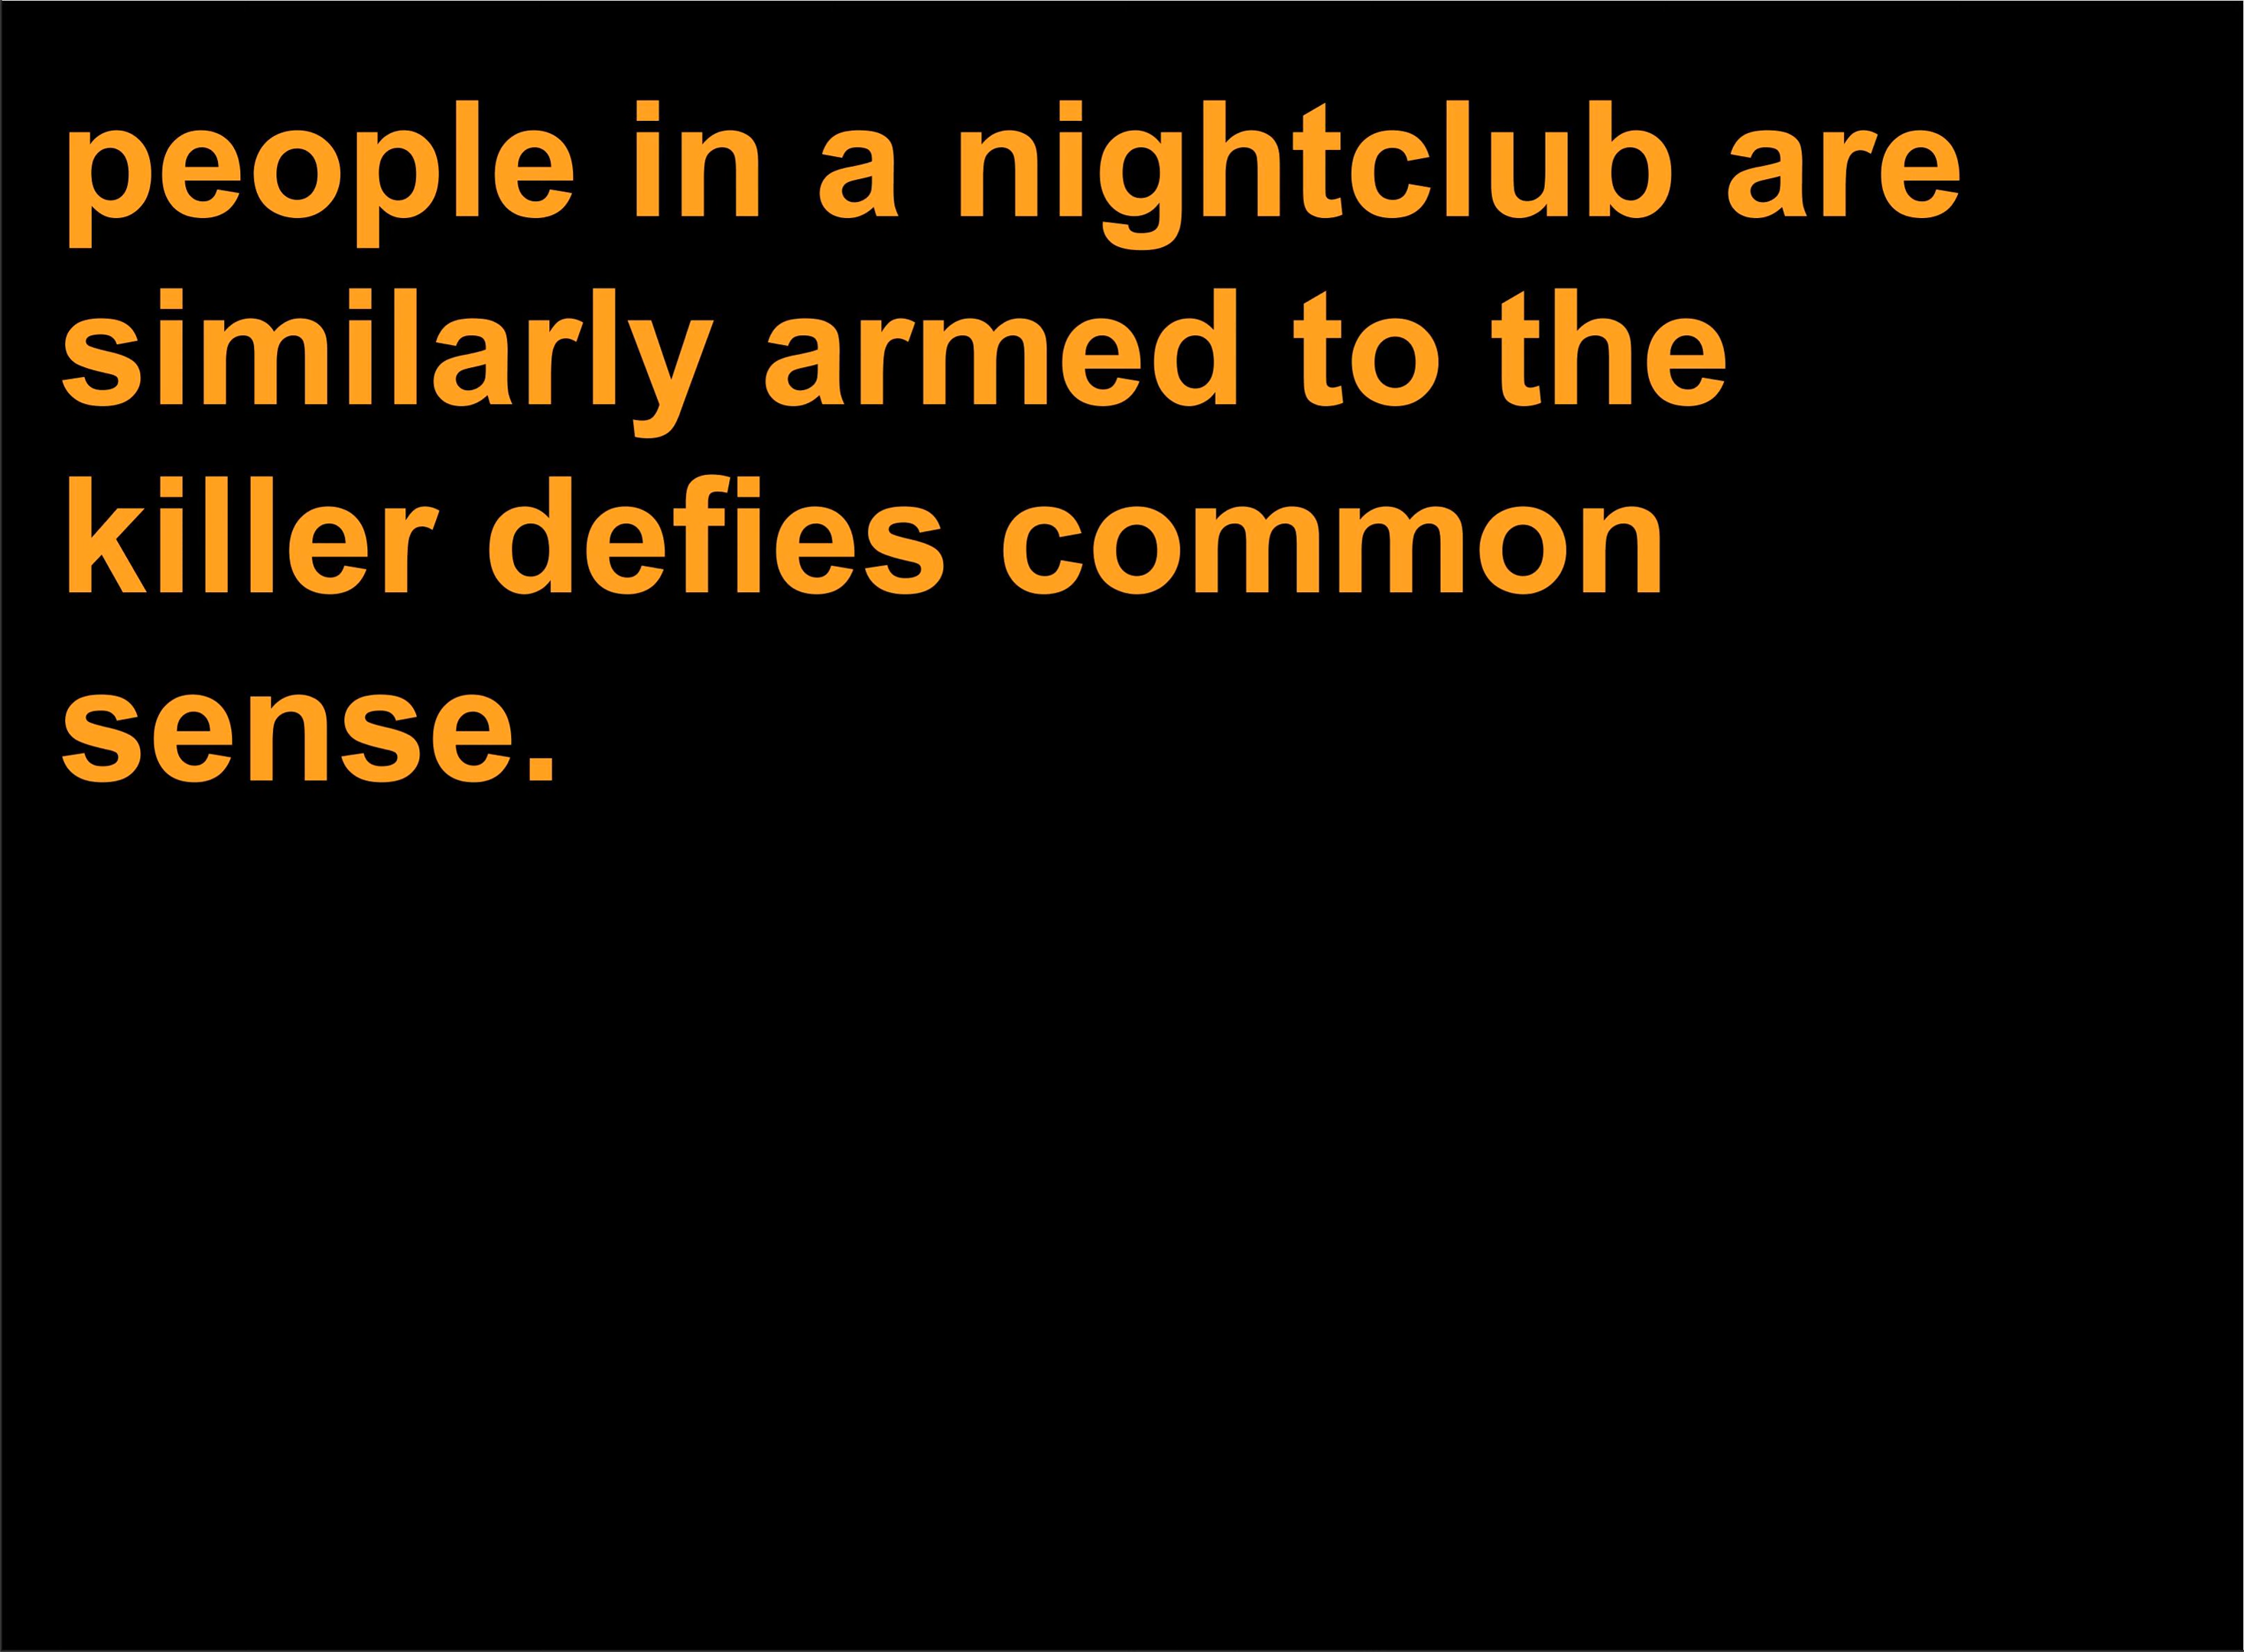 people in a nightclub are
similarly armed to the
killer defies common
sense.